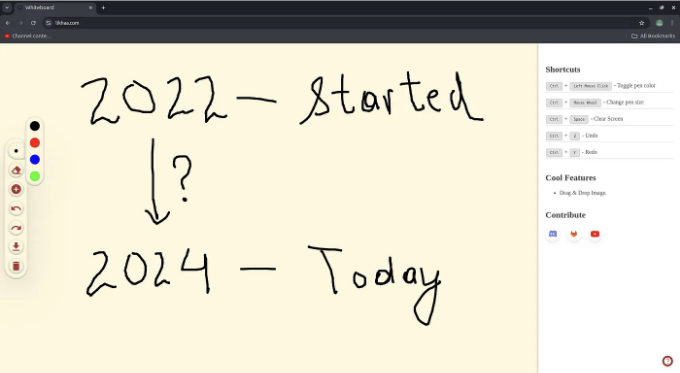 Whiteboard
likhaa.com
Channel conte...
All Bookmarks
2022 - Started
?
2024 - Today
Shortcuts
Ctrl + Left Mouse Click - Toggle pen color
Ctrl + Mouse Wheel - Change pen size
Ctrl + Space - Clear Screen
Ctrl + Z - Undo
Ctrl + Y - Redo
Cool Features
Drag & Drop Image.
Contribute